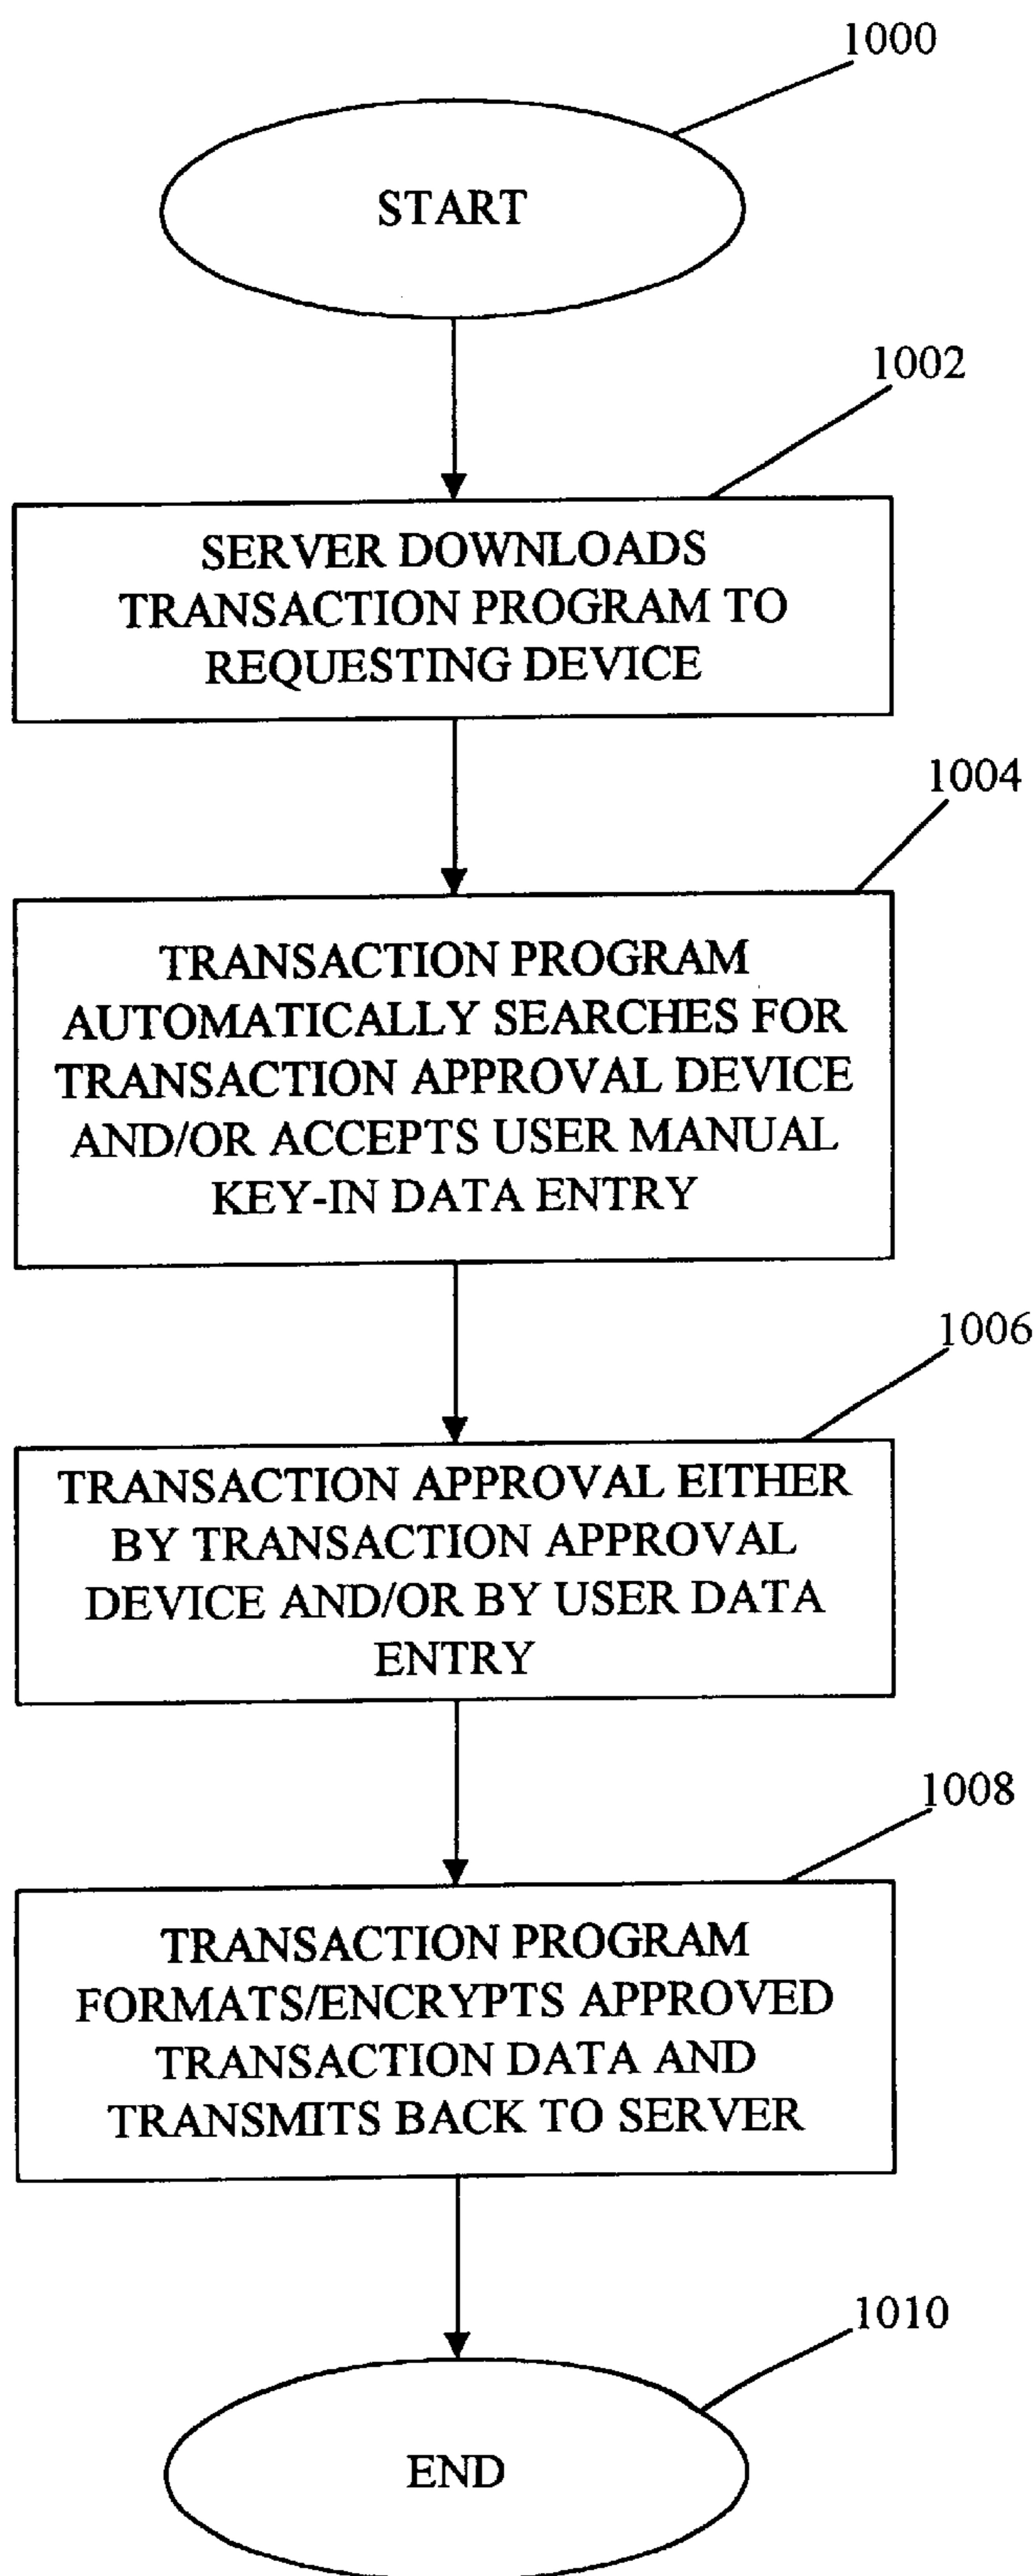 1000
START
1002
SERVER DOWNLOADS
TRANSACTION PROGRAM TO
REQUESTING DEVICE
1004
TRANSACTION PROGRAM
AUTOMATICALLY SEARCHES FOR
TRANSACTION APPROVAL DEVICE
AND/OR ACCEPTS USER MANUAL
KEY-IN DATA ENTRY
1006
TRANSACTION APPROVAL EITHER
BY TRANSACTION APPROVAL
DEVICE AND/OR BY USER DATA
ENTRY
1008
TRANSACTION PROGRAM
FORMATS/ENCRYPTS APPROVED
TRANSACTION DATA AND
TRANSMITS BACK TO SERVER
1010
END